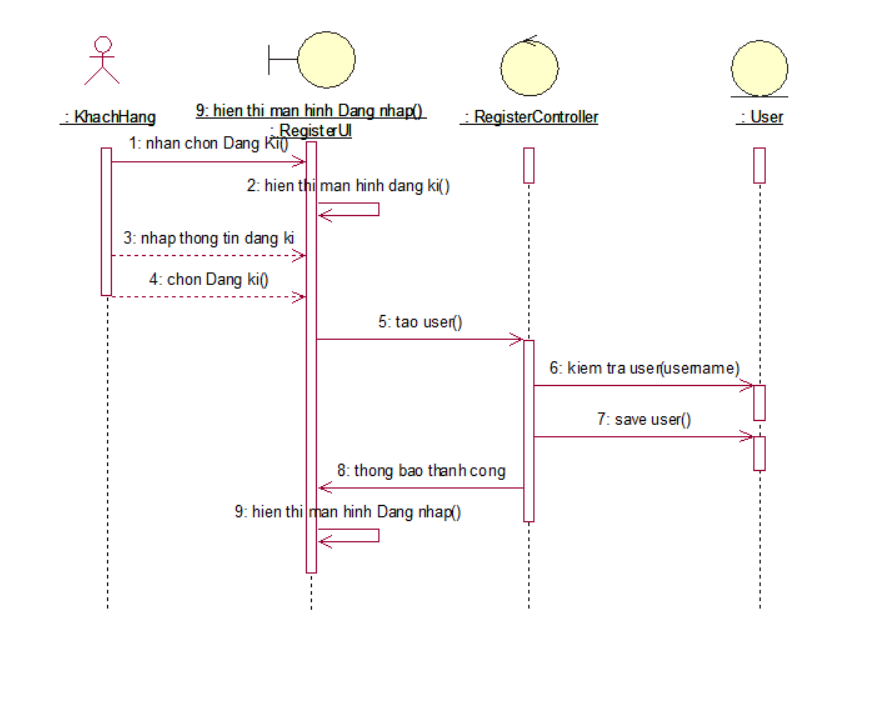 : KhachHang
9: hien thi man hinh Dang nhap()
: RegisterUI
: RegisterController
: User
1: nhan chon Dang Ki()
2: hien thi man hinh dang ki()
3: nhap thong tin dang ki
4: chon Dang ki()
5: tao user()
6: kiem tra user(username)
7: save user()
8: thong bao thanh cong
9: hien thi man hinh Dang nhap()